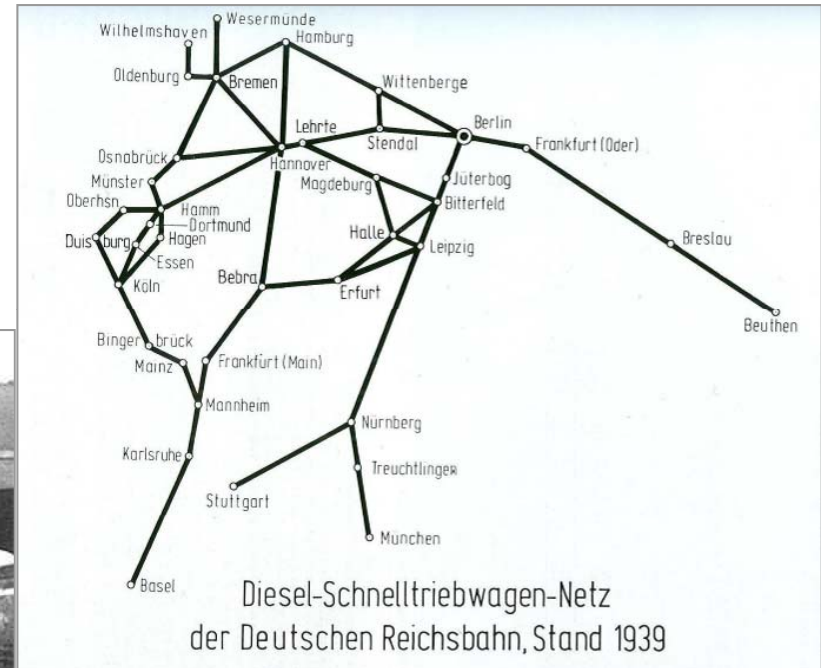 Wesermünde
Wilhelmshaven
Hamburg
Oldenburg
Bremen
Wittenberge
Berlin
Lehrte
Stendal
Frankfurt (Oder)
Osnabrück
Hannover
Münster
Magdeburg
Jüterbog
Oberhsn
Hamm
Bitterfeld
Dortmund
Duisburg
Hagen
Halle
Leipzig
Breslau
Essen
Köln
Bebra
Erfurt
Beuthen
Bingerbrück
Mainz
Frankfurt (Main)
Mannheim
Nürnberg
Karlsruhe
Treuchtlingen
Stuttgart
München
Basel
Diesel-Schnelltriebwagen-Netz
der Deutschen Reichsbahn, Stand 1939